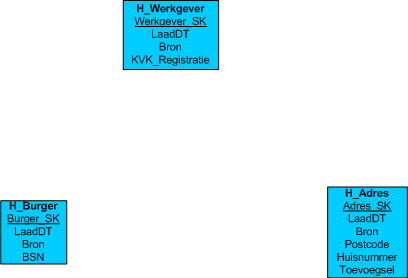 H_Werkgever
Werkgever_SK
LaadDT
Bron
KVK_Registratie
H_Burger
Burger_SK
LaadDT
Bron
BSN
H_Adres
Adres_SK
LaadDT
Bron
Postcode
Huisnummer
Toevoegsel